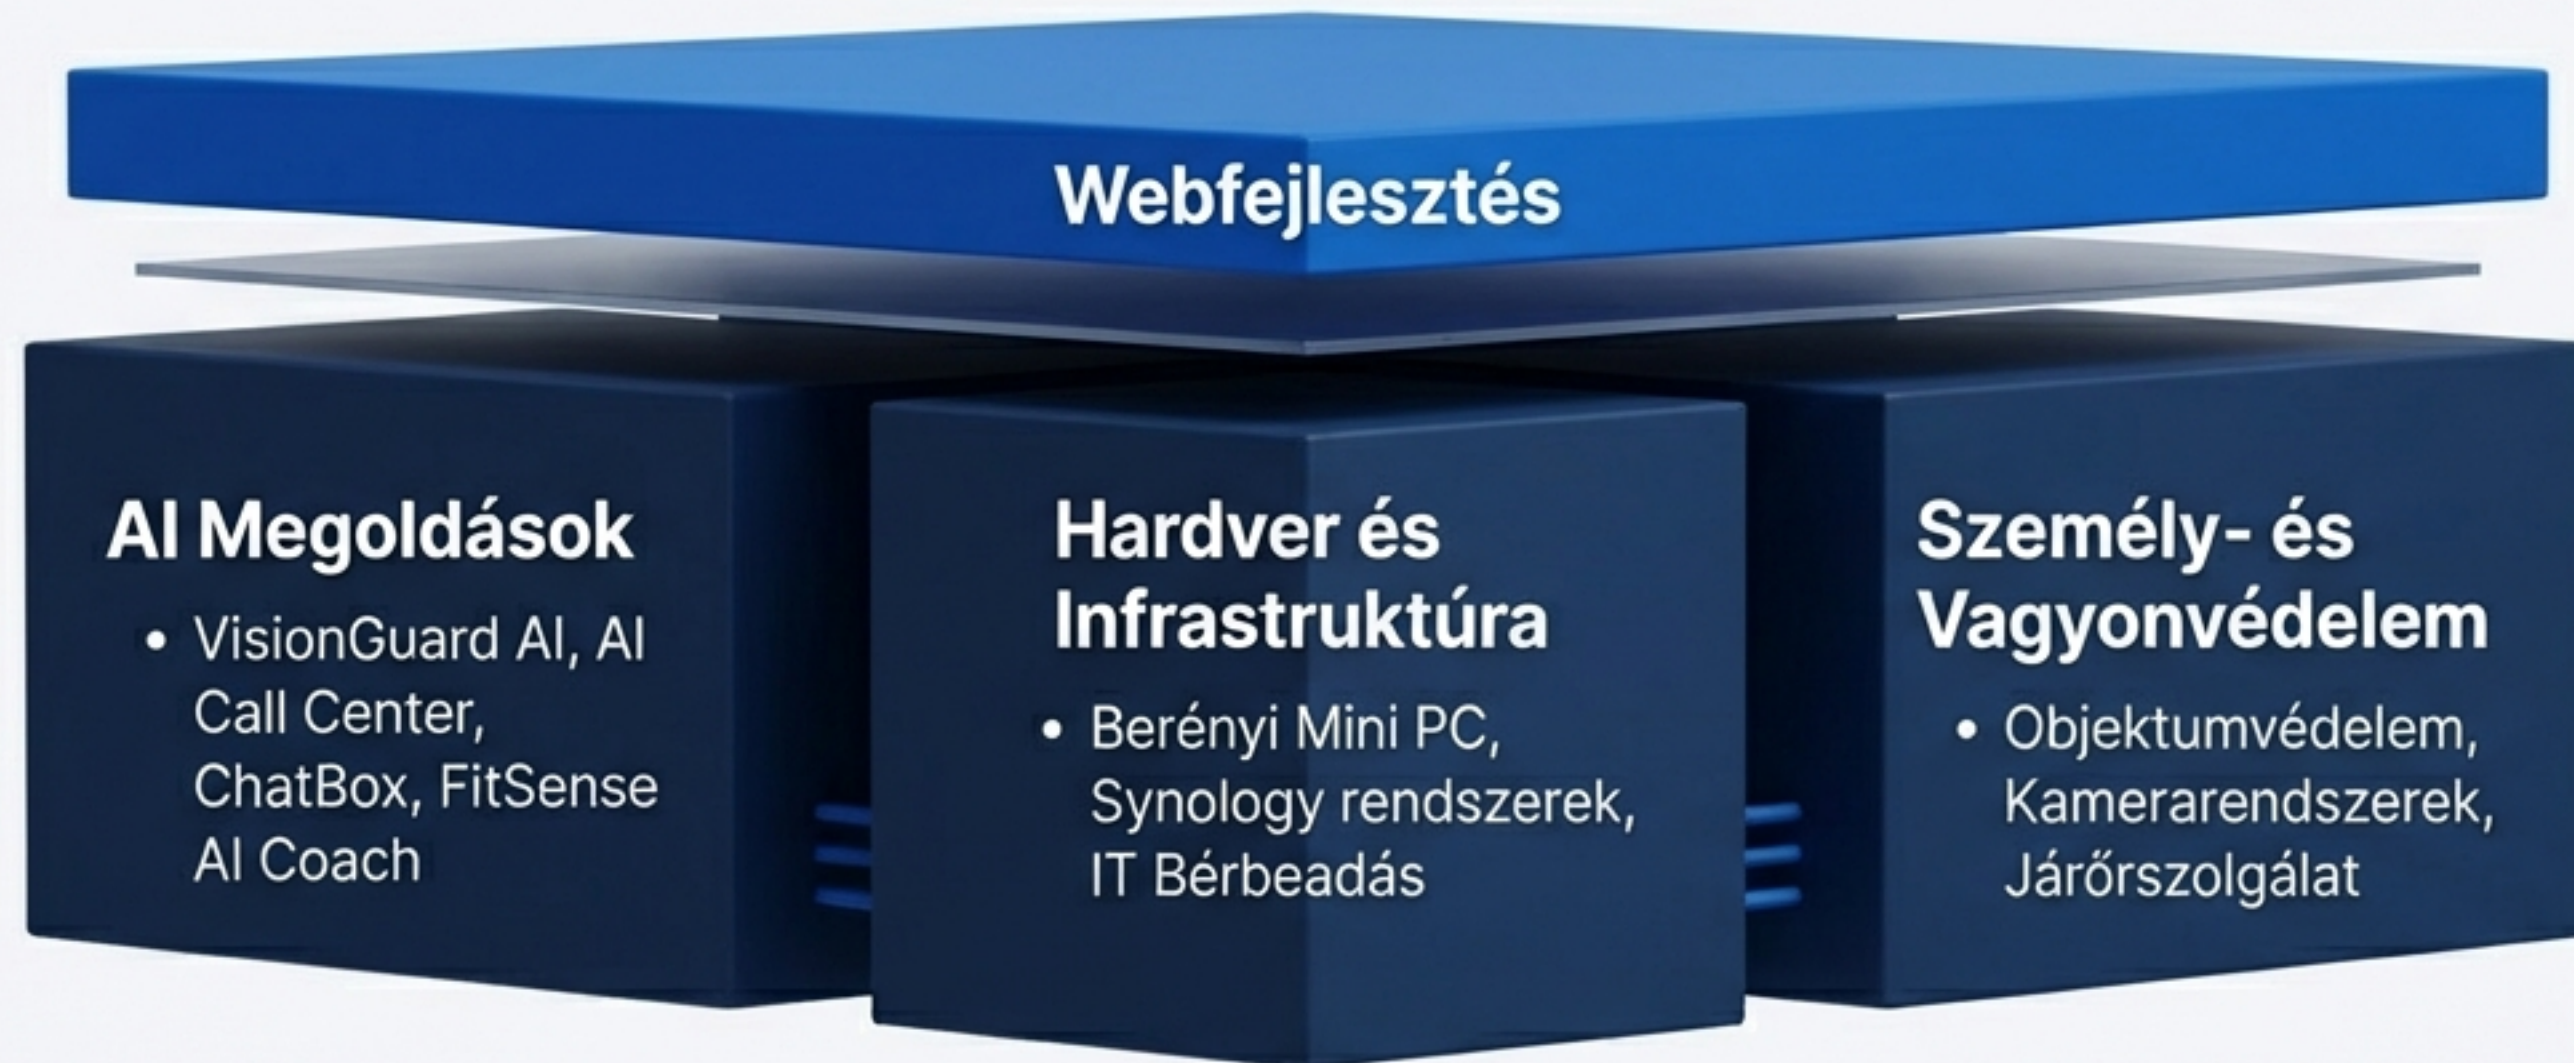 Webfejlesztés
AI Megoldások
• VisionGuard AI, AI
Call Center,
ChatBox, FitSense
AI Coach
Hardver és
Infrastruktúra
• Berényi Mini PC,
Synology rendszerek,
IT Bérbeadás
Személy- és
Vagyonvédelem
• Objektumvédelem,
Kamerarendszerek,
Járőrszolgálat